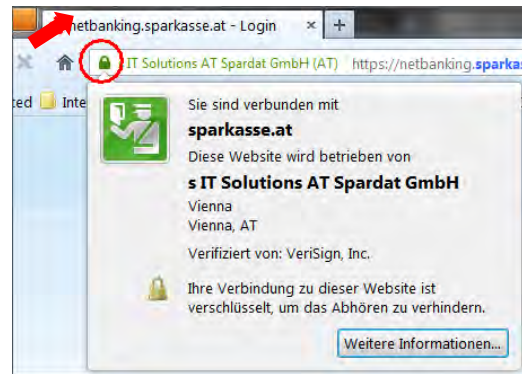 netbanking.sparkasse.at - Login × +
IT Solutions AT Spardat GmbH (AT) https://netbanking.sparka
ted Inte
Sie sind verbunden mit
sparkasse.at
Diese Website wird betrieben von
s IT Solutions AT Spardat GmbH
Vienna
Vienna, AT
Verifiziert von: VeriSign, Inc.
Ihre Verbindung zu dieser Website ist
verschlüsselt, um das Abhören zu verhindern.
Weitere Informationen...